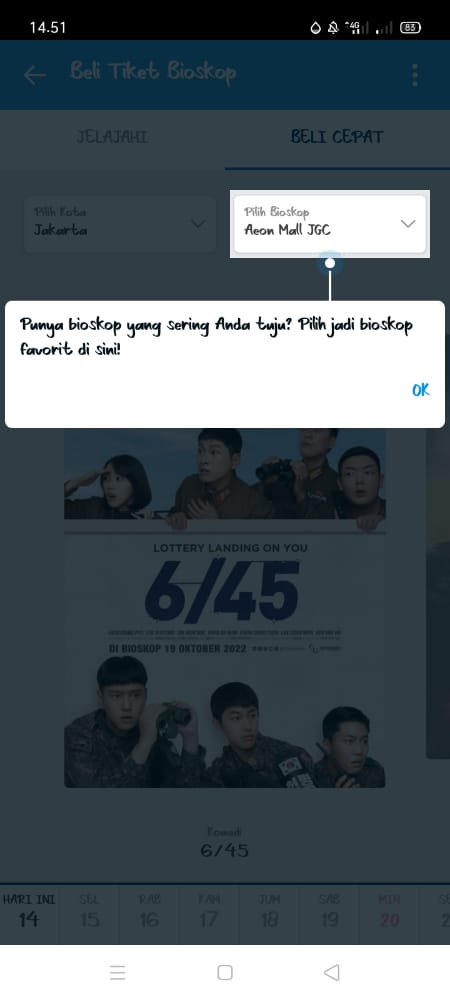 14.51
4G
83
Beli Tiket Bioskop
JELAJAHI
BELI CEPAT
Pilih Kota
Jakarta
Pilih Bioskop
Aeon Mall JGC
Punya bioskop yang sering Anda tuju? Pilih jadi bioskop
favorit di sini!
OK
LOTTERY LANDING ON YOU
6/45
DI BIOSKOP 19 OKTOBER 2022
Komedi
6/45
HARI INI SEL RAB KAM JUM SAB MIN
14 15 16 17 18 19 20